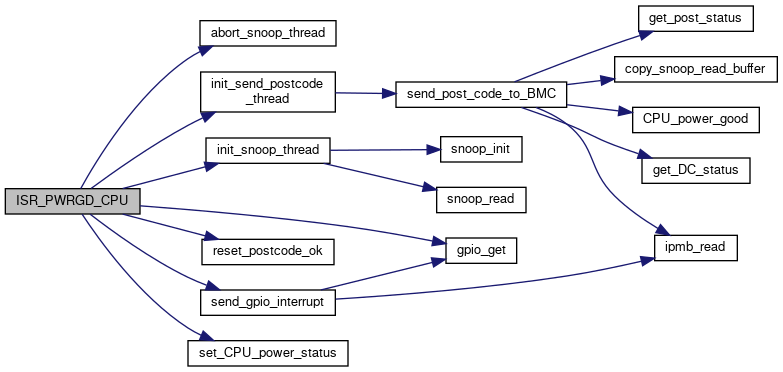 ISR_PWRGD_CPU
abort_snoop_thread
init_send_postcode
_thread
init_snoop_thread
reset_postcode_ok
send_gpio_interrupt
set_CPU_power_status
send_post_code_to_BMC
snoop_init
snoop_read
gpio_get
get_post_status
copy_snoop_read_buffer
CPU_power_good
get_DC_status
ipmb_read